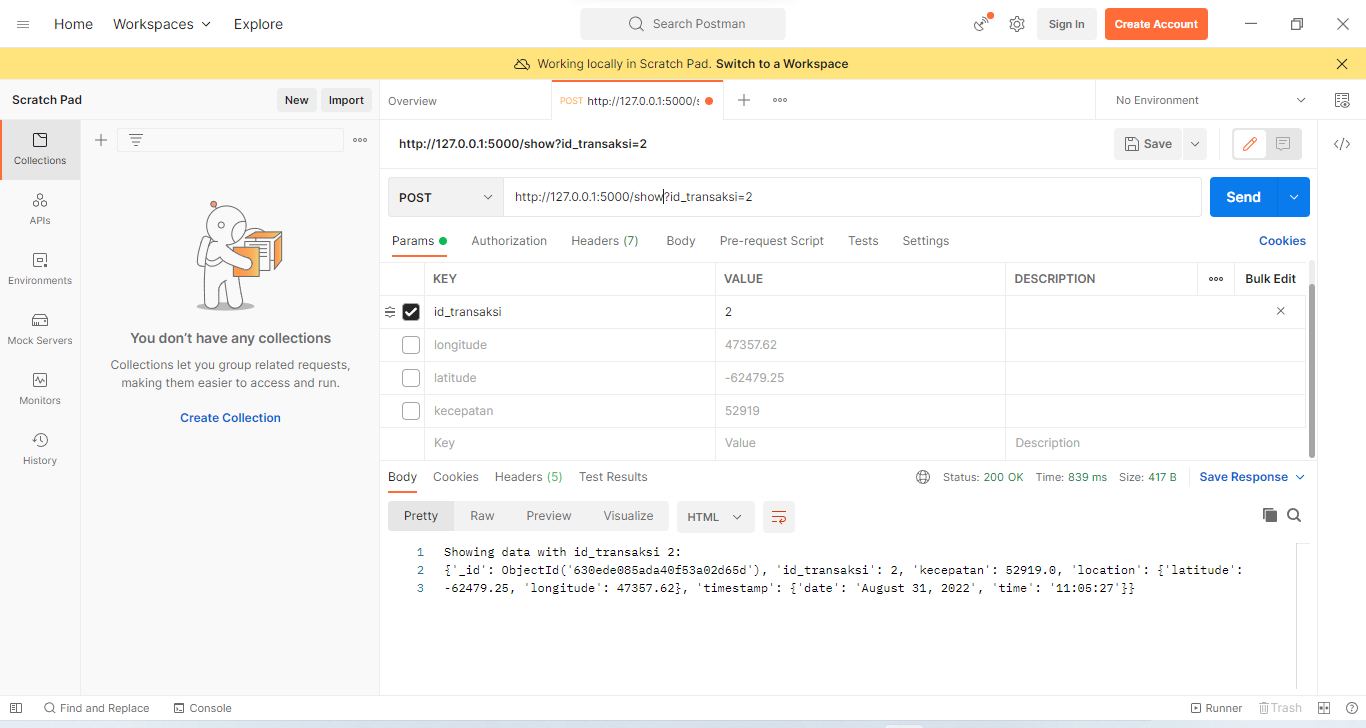 Home Workspaces Explore Search Postman Sign In Create Account
Working locally in Scratch Pad. Switch to a Workspace
Scratch Pad New Import Overview POST http://127.0.0.1:5000/s No Environment
Collections
APIs
Environments
Mock Servers
Monitors
History
You don't have any collections
Collections let you group related requests,
making them easier to access and run.
Create Collection
http://127.0.0.1:5000/show?id_transaksi=2 Save
POST http://127.0.0.1:5000/show?id_transaksi=2 Send
Params Authorization Headers (7) Body Pre-request Script Tests Settings Cookies
KEY VALUE DESCRIPTION Bulk Edit
id_transaksi 2
longitude 47357.62
latitude -62479.25
kecepatan 52919
Key Value Description
Body Cookies Headers (5) Test Results Status: 200 OK Time: 839 ms Size: 417 B Save Response
Pretty Raw Preview Visualize HTML
1 Showing data with id_transaksi 2:
2 {'_id': ObjectId('630ede085ada40f53a02d65d'), 'id_transaksi': 2, 'kecepatan': 52919.0, 'location': {'latitude':
3 -62479.25, 'longitude': 47357.62}, 'timestamp': {'date': 'August 31, 2022', 'time': '11:05:27'}}
Find and Replace Console Runner Trash